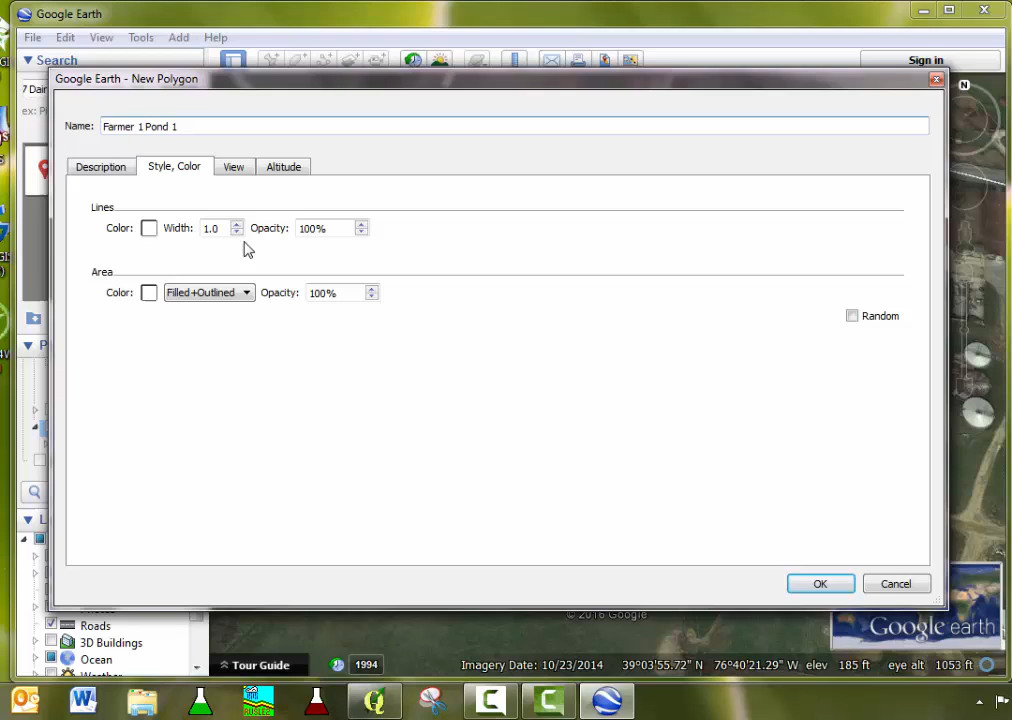 Google Earth
File Edit View Tools Add Help
Search
Sign in
Google Earth - New Polygon
7 Dair
N
Name: Farmer 1 Pond 1
Description Style, Color View Altitude
Lines
Color: Width: 1.0 Opacity: 100%
Area
Color: Filled+Outlined Opacity: 100%
Random
OK Cancel
Roads
3D Buildings
Ocean
Weather
© 2016 Google
Google earth
Tour Guide 1994 Imagery Date: 10/23/2014 39°03'55.72" N 76°40'21.29" W elev 185 ft eye alt 1053 ft